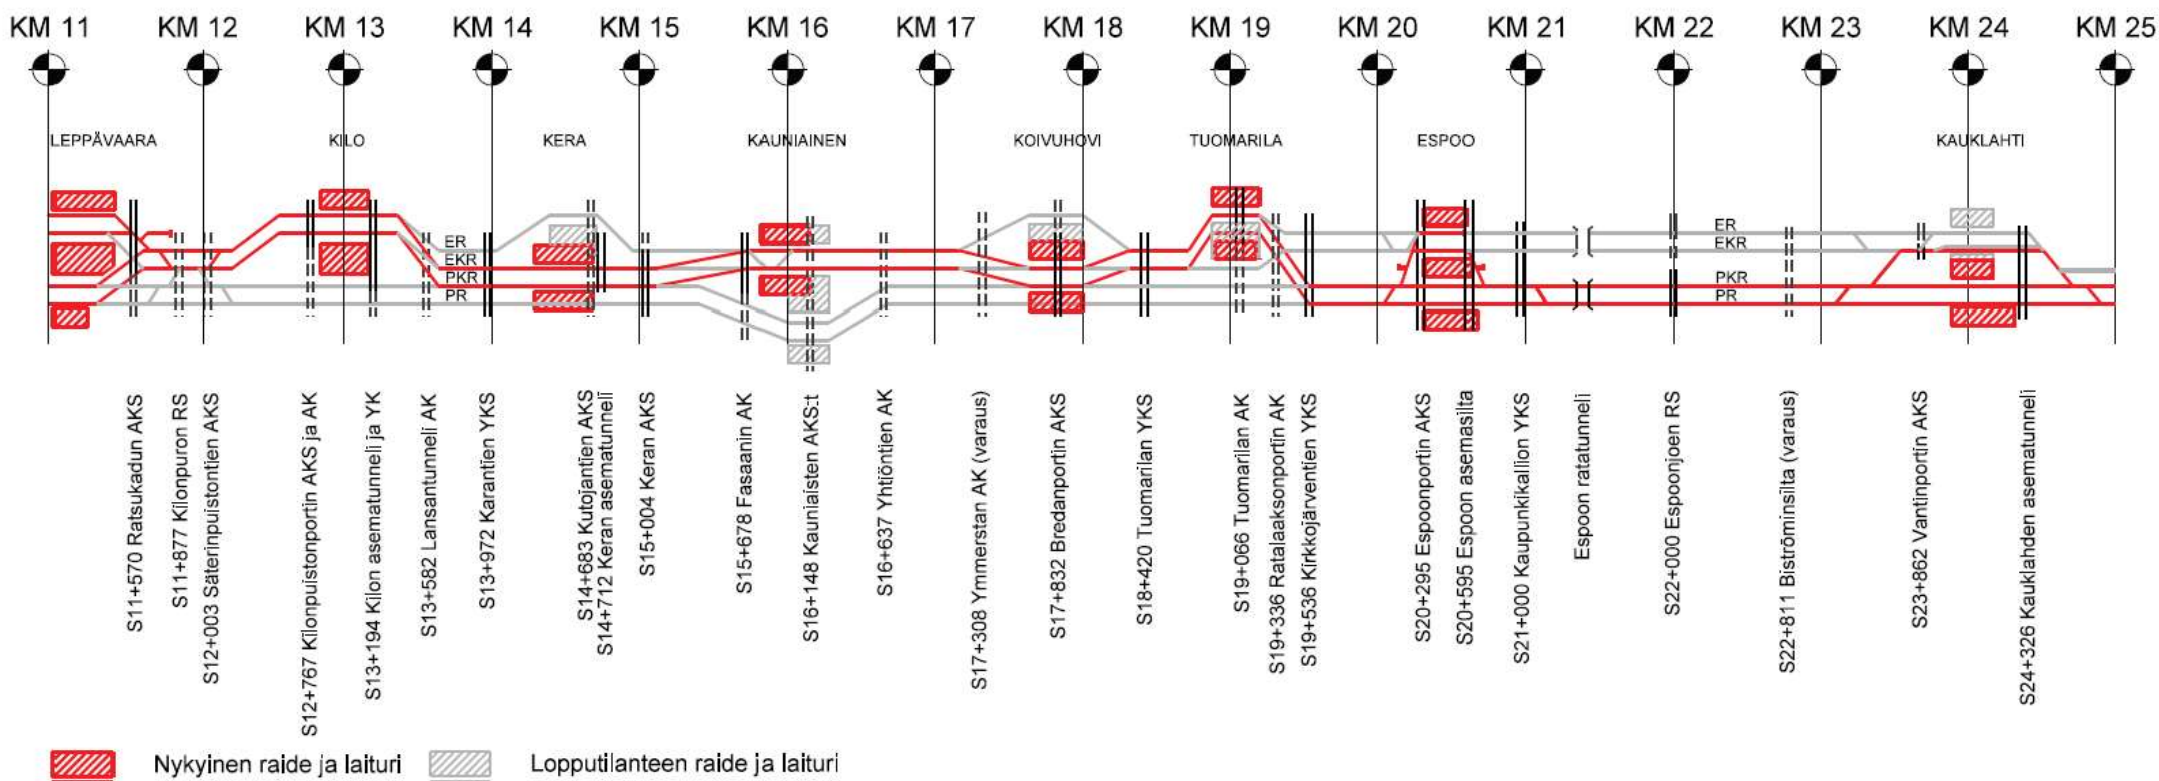 KM 11 KM 12 KM 13 KM 14 KM 15 KM 16 KM 17 KM 18 KM 19 KM 20 KM 21 KM 22 KM 23 KM 24 KM 25
LEPPÄVAARA KILO KERA KAUNIAINEN KOIVUHOVI TUOMARILA ESPOO KAUKLAHTI
ER
EKR
PKR
PR
ER
EKR
PKR
PR
S11+570 Ratsukadun AKS
S11+877 Kilonpuron RS
S12+003 Säterinpuistontien AKS
S12+767 Kilonpuistonportin AKS ja AK
S13+194 Kilon asematunneli ja YK
S13+582 Lansantunneli AK
S13+972 Karantien YKS
S14+683 Kutojantien AKS
S14+712 Keran asematunneli
S15+004 Keran AKS
S15+678 Fasaanin AK
S16+148 Kauniaisten AKS:t
S16+637 Yhtiöntien AK
S17+308 Ymmerstan AK (varaus)
S17+832 Bredanportin AKS
S18+420 Tuomarilan YKS
S19+066 Tuomarilan AK
S19+336 Ratalaaksonportin AK
S19+536 Kirkkojärventien YKS
S20+295 Espoonportin AKS
S20+595 Espoon asemasilta
S21+000 Kaupunkikallion YKS
Espoon ratatunneli
S22+000 Espoonjoen RS
S22+811 Biströminsilta (varaus)
S23+862 Vantinportin AKS
S24+326 Kauklahden asematunneli
Nykyinen raide ja laituri Lopputilanteen raide ja laituri